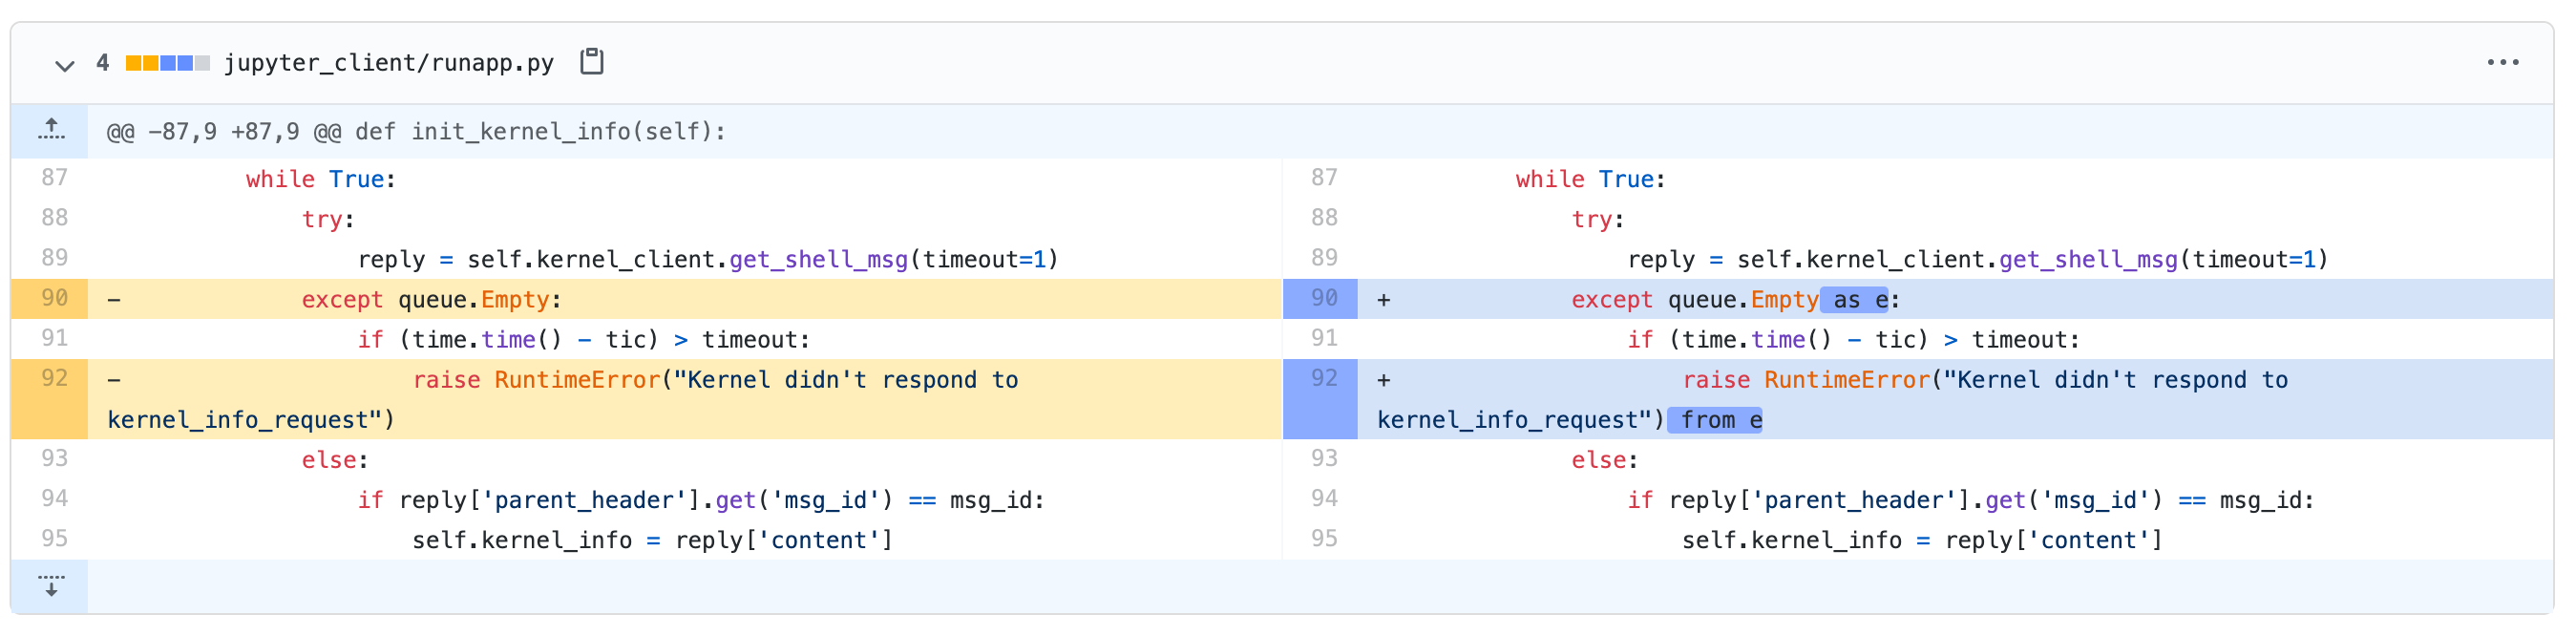 4 jupyter_client/runapp.py
@@ -87,9 +87,9 @@ def init_kernel_info(self):
87 while True:
88 try:
89 reply = self.kernel_client.get_shell_msg(timeout=1)
90 - except queue.Empty:
91 if (time.time() - tic) > timeout:
92 - raise RuntimeError("Kernel didn't respond to
kernel_info_request")
93 else:
94 if reply['parent_header'].get('msg_id') == msg_id:
95 self.kernel_info = reply['content']
87 while True:
88 try:
89 reply = self.kernel_client.get_shell_msg(timeout=1)
90 + except queue.Empty as e:
91 if (time.time() - tic) > timeout:
92 + raise RuntimeError("Kernel didn't respond to
kernel_info_request") from e
93 else:
94 if reply['parent_header'].get('msg_id') == msg_id:
95 self.kernel_info = reply['content']